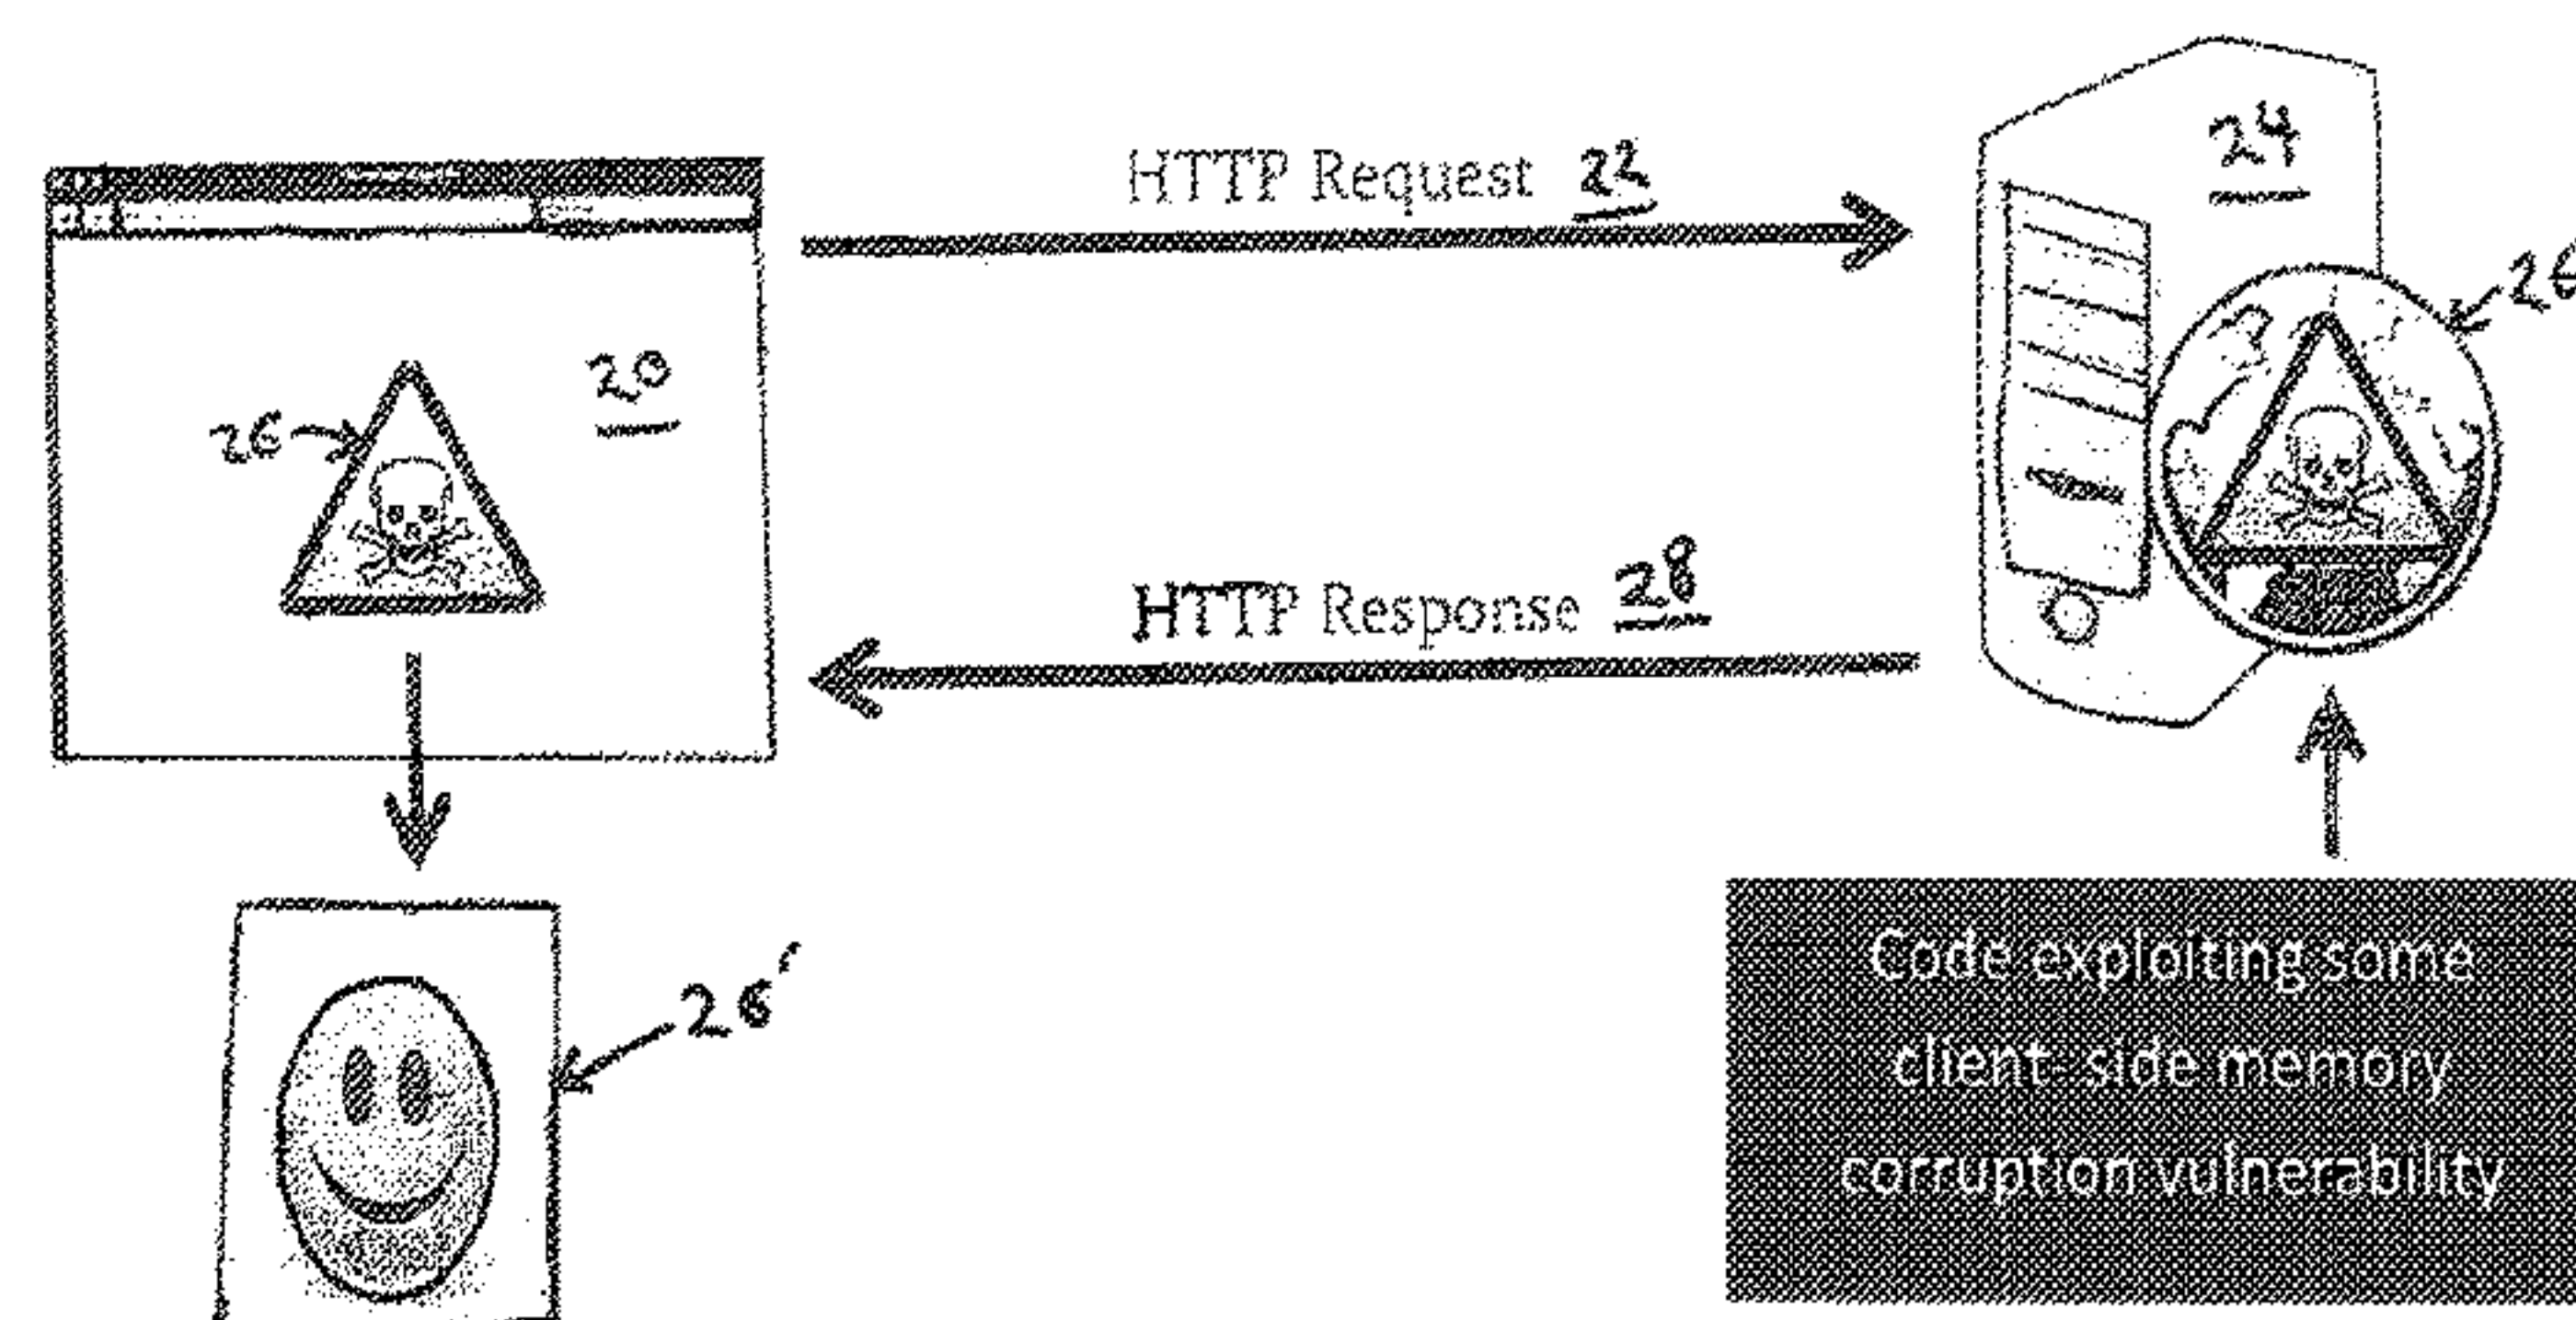 HTTP Request 22
24
26
20
26
HTTP Response 28
26'
Code exploiting some
client- side memory
corruption vulnerability